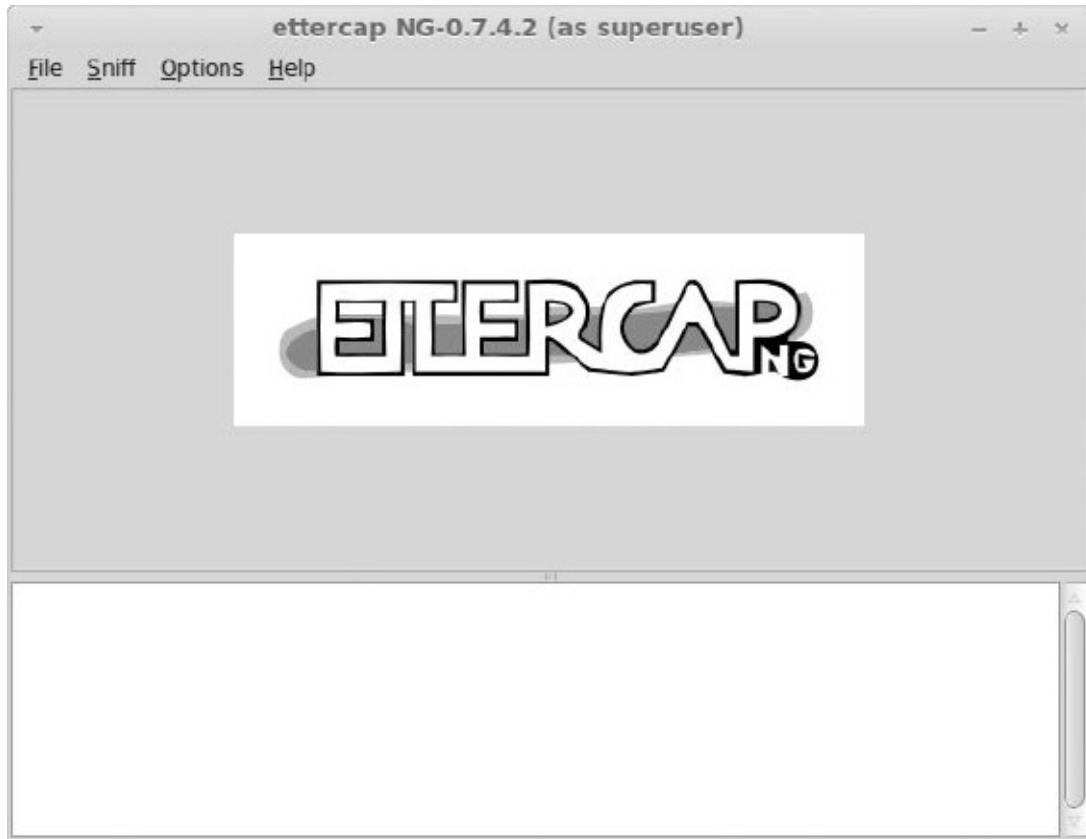 ettercap NG-0.7.4.2 (as superuser)
File Sniff Options Help
ETTERCAP
NG